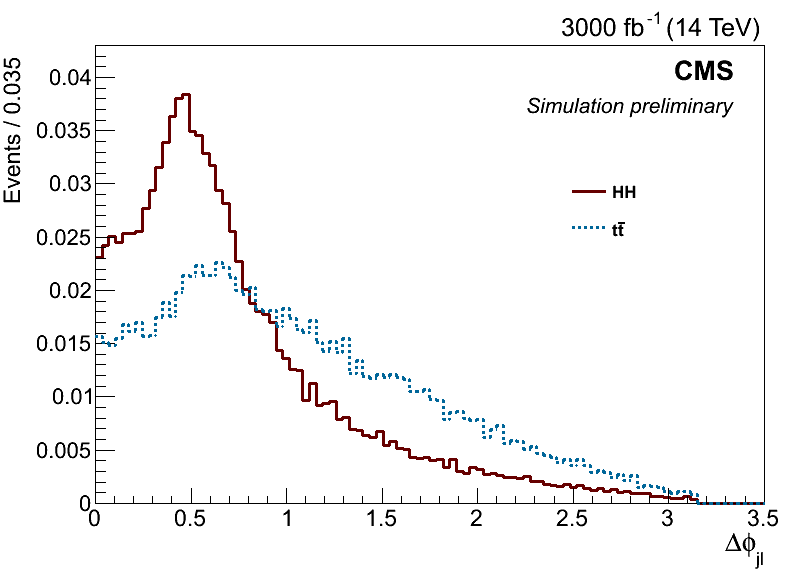 3000 fb⁻¹ (14 TeV)
CMS
Simulation preliminary
HH
tt̄
Events / 0.035
0.04
0.035
0.03
0.025
0.02
0.015
0.01
0.005
0
0 0.5 1 1.5 2 2.5 3 3.5
Δϕ_jl